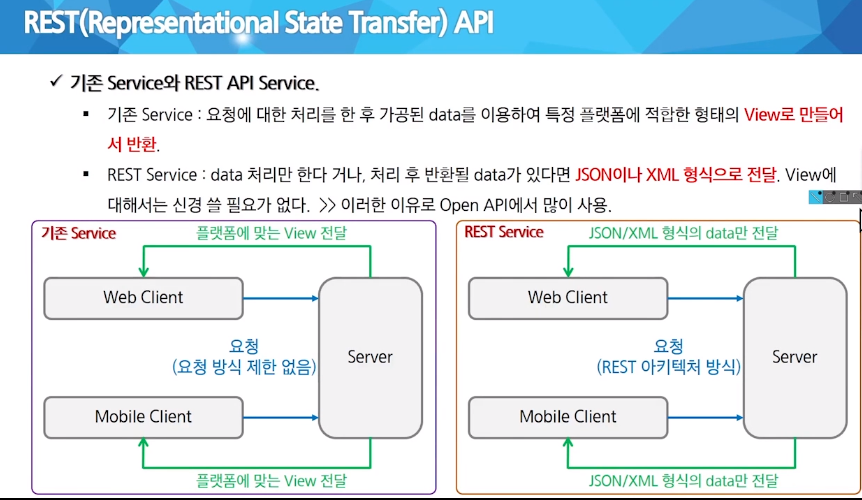 REST(Representational State Transfer) API
✓ 기존 Service와 REST API Service.
▪ 기존 Service : 요청에 대한 처리를 한 후 가공된 data를 이용하여 특정 플랫폼에 적합한 형태의 View로 만들어
서 반환.
▪ REST Service : data 처리만 한다 거나, 처리 후 반환될 data가 있다면 JSON이나 XML 형식으로 전달. View에
대해서는 신경 쓸 필요가 없다. >> 이러한 이유로 Open API에서 많이 사용.
기존 Service
플랫폼에 맞는 View 전달
Web Client
요청
(요청 방식 제한 없음)
Server
Mobile Client
플랫폼에 맞는 View 전달
REST Service
JSON/XML 형식의 data만 전달
Web Client
요청
(REST 아키텍처 방식)
Server
Mobile Client
JSON/XML 형식의 data만 전달